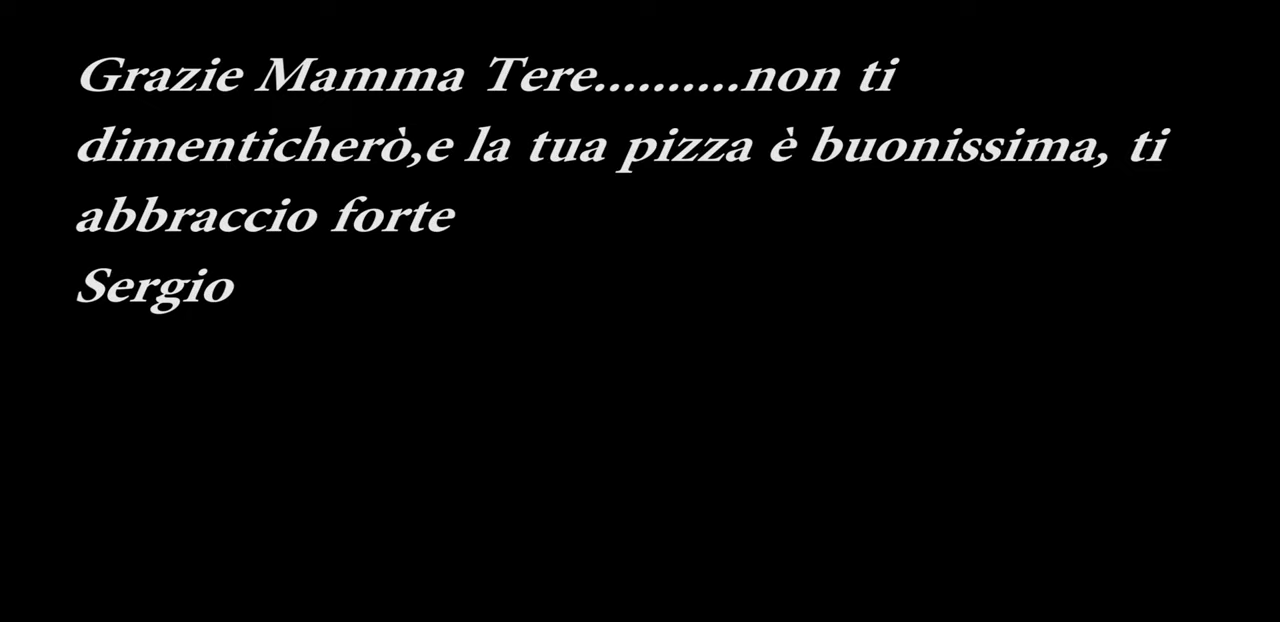 Grazie Mamma Tere..........non ti
dimenticherò,e la tua pizza è buonissima, ti
abbraccio forte
Sergio